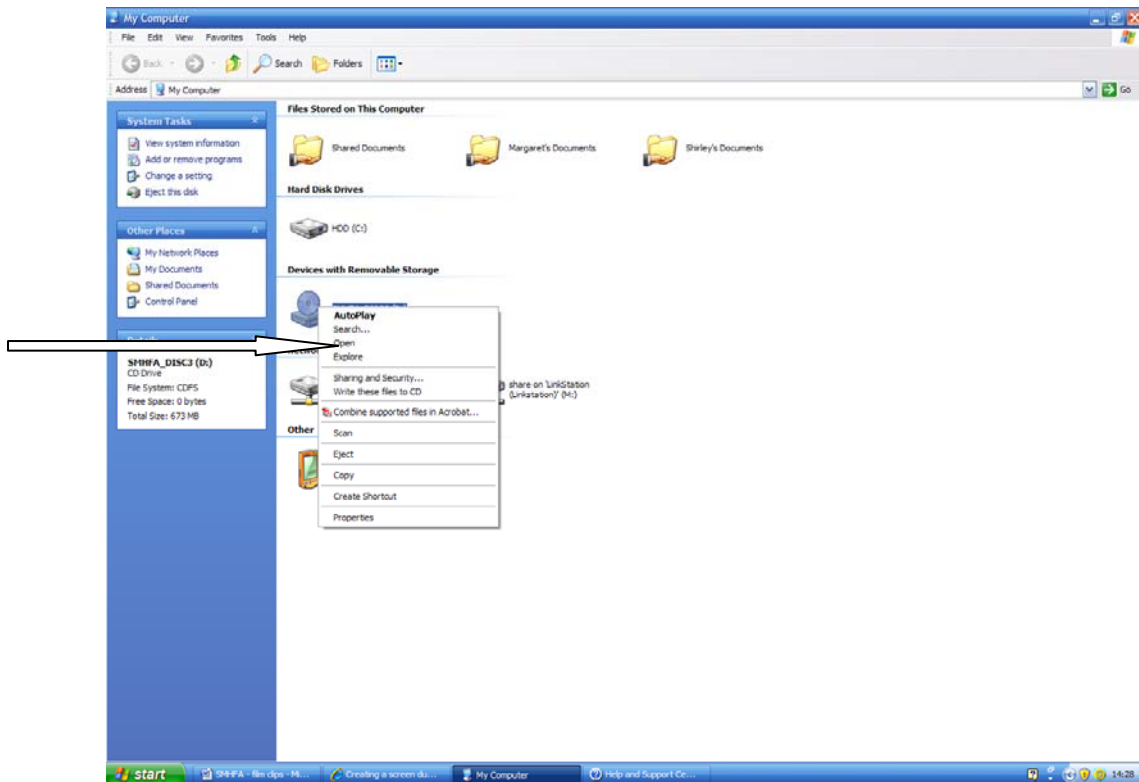 My Computer
File Edit View Favorites Tools Help
Back Search Folders
Address My Computer Go
System Tasks
View system information
Add or remove programs
Change a setting
Eject this disk
Other Places
My Network Places
My Documents
Shared Documents
Control Panel
SMHFA_DISC3 (D:)
CD Drive
File System: CDFS
Free Space: 0 bytes
Total Size: 673 MB
Files Stored on This Computer
Shared Documents Margaret's Documents Shirley's Documents
Hard Disk Drives
HDD (C:)
Devices with Removable Storage
AutoPlay
Search...
Open
Explore
Sharing and Security...
Write these files to CD
Combine supported files in Acrobat...
Scan
Eject
Copy
Create Shortcut
Properties
share on 'LinkStation
(Linkstation)' (M:)
Other
start SMHFA - film clips - Mi... Creating a screen du... My Computer Help and Support Ce... 14:28